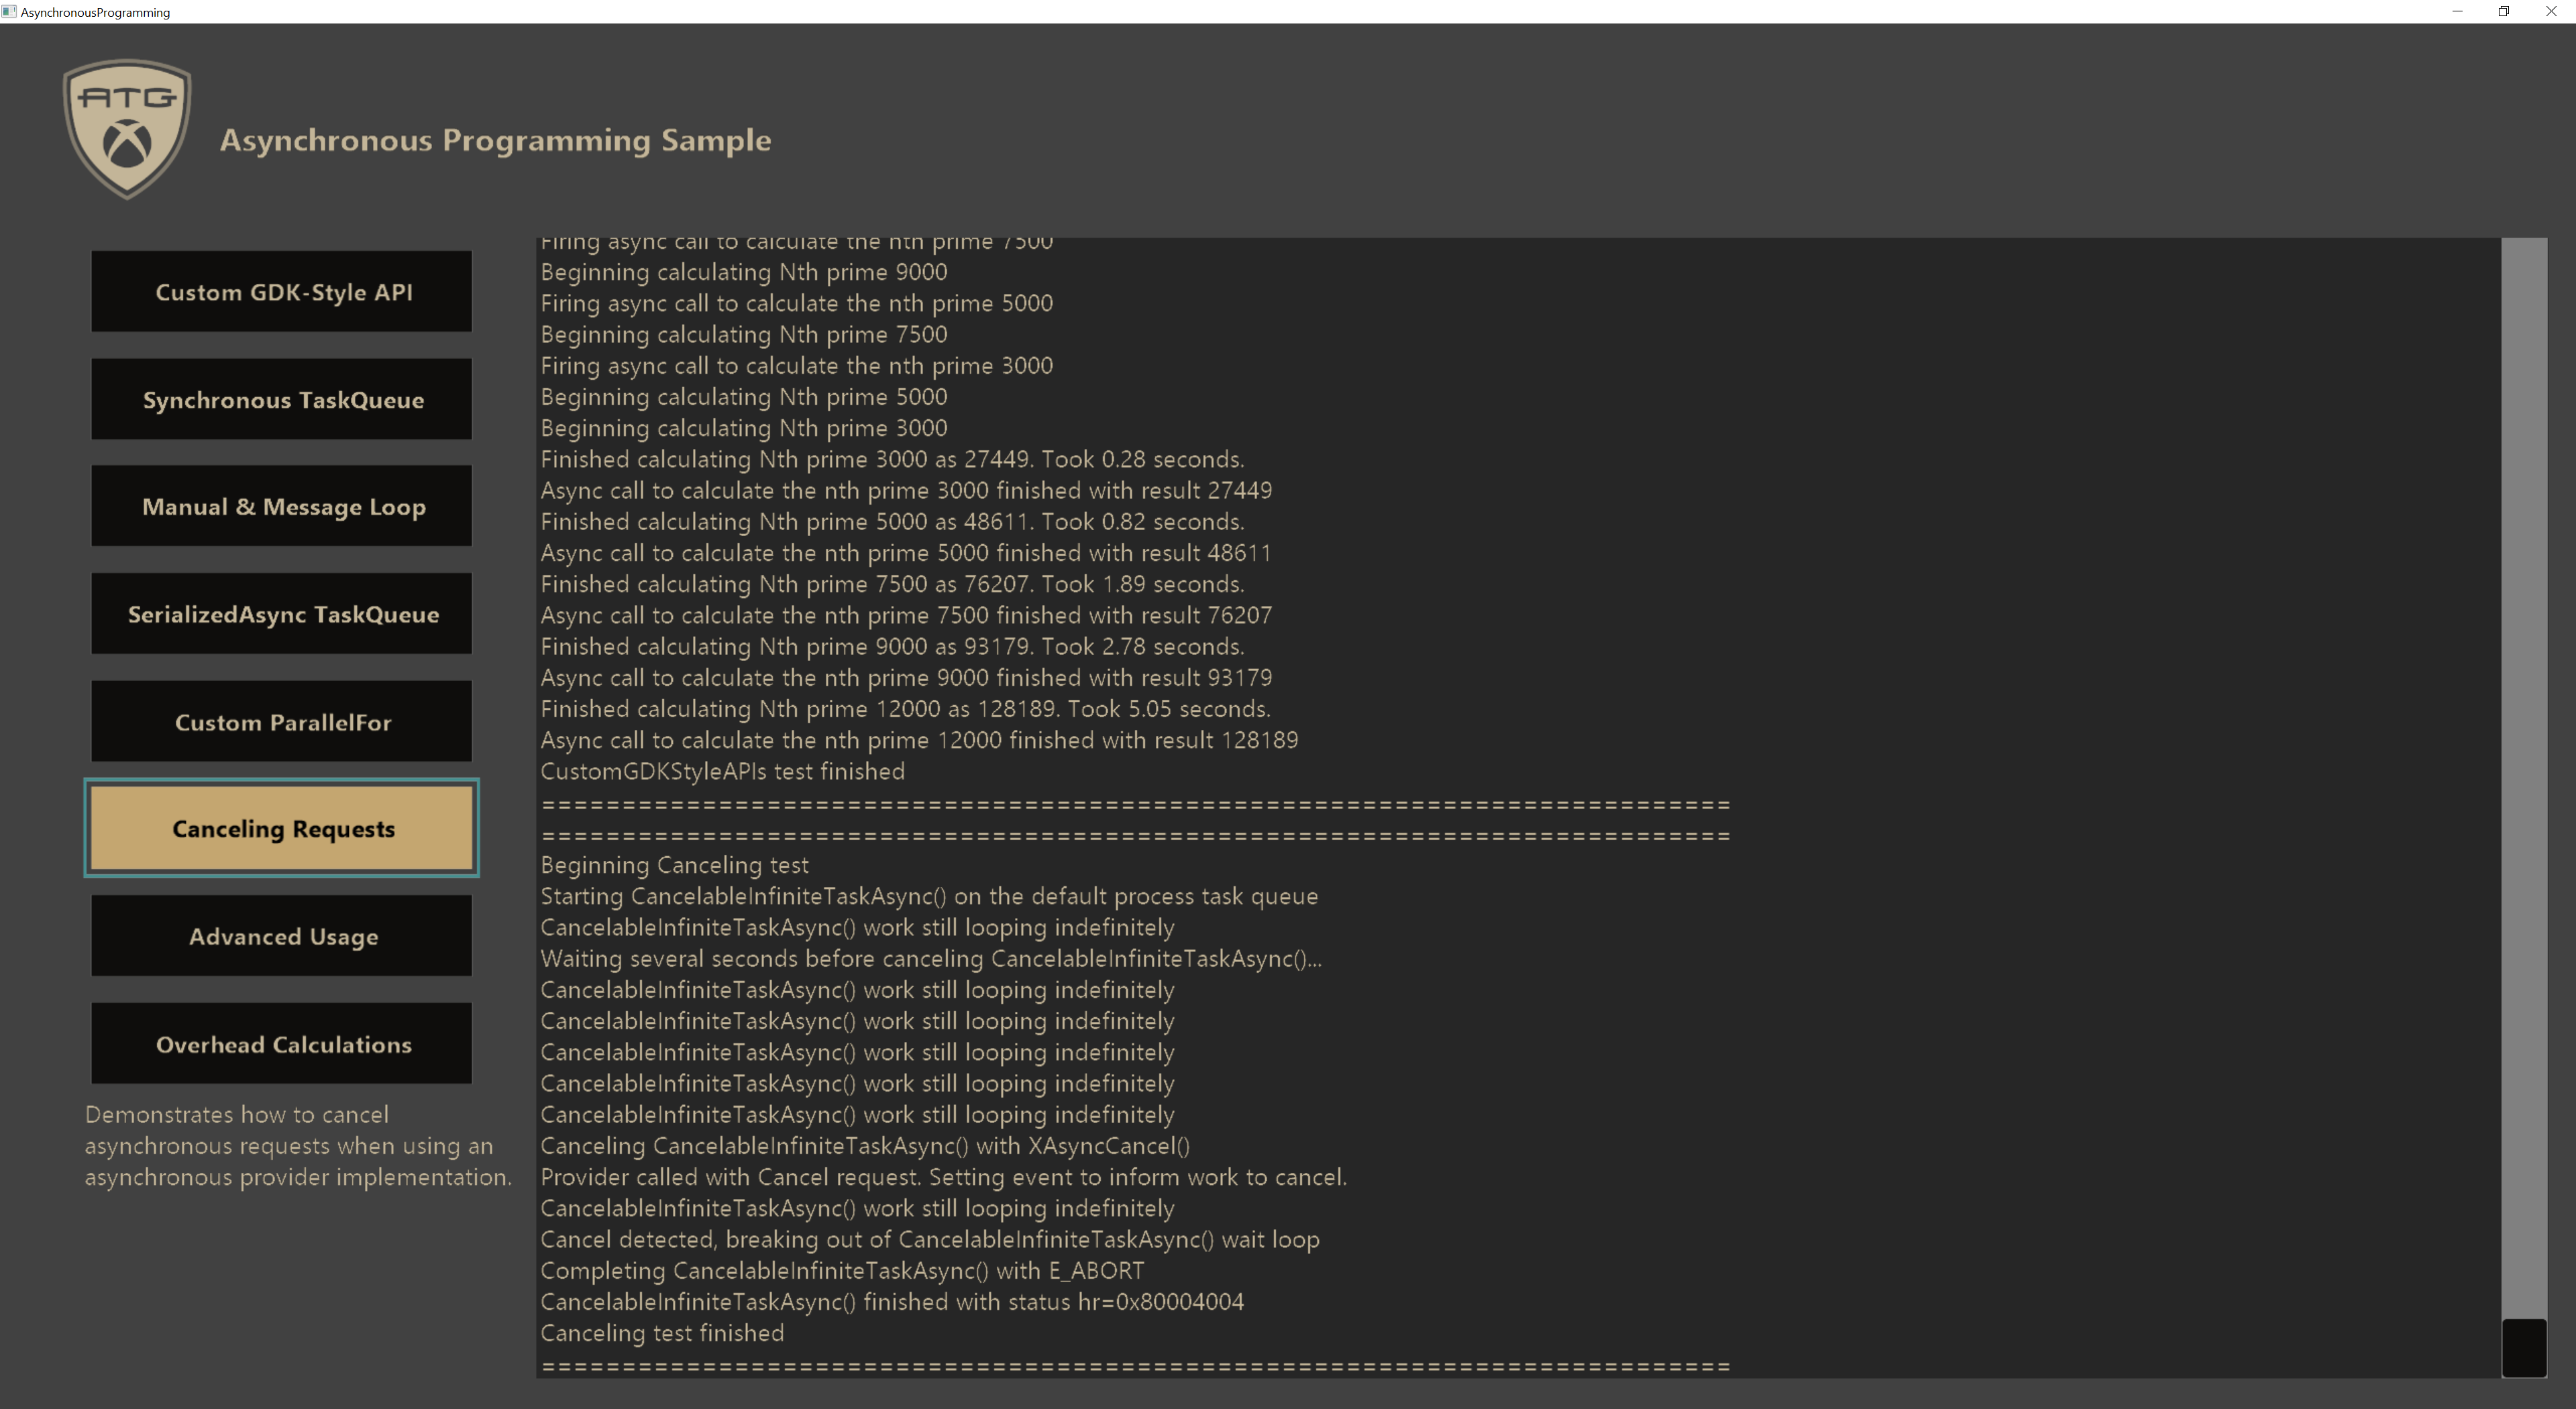 AsynchronousProgramming
ATG
Asynchronous Programming Sample
Custom GDK-Style API
Synchronous TaskQueue
Manual & Message Loop
SerializedAsync TaskQueue
Custom ParallelFor
Canceling Requests
Advanced Usage
Overhead Calculations
Demonstrates how to cancel
asynchronous requests when using an
asynchronous provider implementation.
Firing async call to calculate the nth prime 7500
Beginning calculating Nth prime 9000
Firing async call to calculate the nth prime 5000
Beginning calculating Nth prime 7500
Firing async call to calculate the nth prime 3000
Beginning calculating Nth prime 5000
Beginning calculating Nth prime 3000
Finished calculating Nth prime 3000 as 27449. Took 0.28 seconds.
Async call to calculate the nth prime 3000 finished with result 27449
Finished calculating Nth prime 5000 as 48611. Took 0.82 seconds.
Async call to calculate the nth prime 5000 finished with result 48611
Finished calculating Nth prime 7500 as 76207. Took 1.89 seconds.
Async call to calculate the nth prime 7500 finished with result 76207
Finished calculating Nth prime 9000 as 93179. Took 2.78 seconds.
Async call to calculate the nth prime 9000 finished with result 93179
Finished calculating Nth prime 12000 as 128189. Took 5.05 seconds.
Async call to calculate the nth prime 12000 finished with result 128189
CustomGDKStyleAPIs test finished
==========================================================================
==========================================================================
Beginning Canceling test
Starting CancelableInfiniteTaskAsync() on the default process task queue
CancelableInfiniteTaskAsync() work still looping indefinitely
Waiting several seconds before canceling CancelableInfiniteTaskAsync()...
CancelableInfiniteTaskAsync() work still looping indefinitely
CancelableInfiniteTaskAsync() work still looping indefinitely
CancelableInfiniteTaskAsync() work still looping indefinitely
CancelableInfiniteTaskAsync() work still looping indefinitely
CancelableInfiniteTaskAsync() work still looping indefinitely
Canceling CancelableInfiniteTaskAsync() with XAsyncCancel()
Provider called with Cancel request. Setting event to inform work to cancel.
CancelableInfiniteTaskAsync() work still looping indefinitely
Cancel detected, breaking out of CancelableInfiniteTaskAsync() wait loop
Completing CancelableInfiniteTaskAsync() with E_ABORT
CancelableInfiniteTaskAsync() finished with status hr=0x80004004
Canceling test finished
==========================================================================